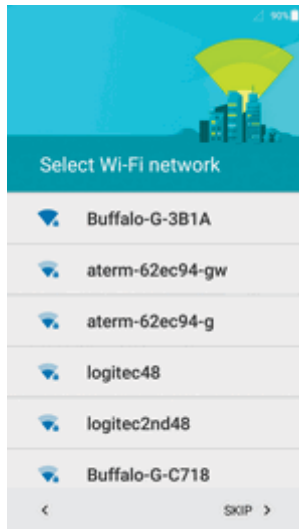 90%
Select Wi-Fi network
Buffalo-G-3B1A
aterm-62ec94-gw
aterm-62ec94-g
logitec48
logitec2nd48
Buffalo-G-C718
SKIP